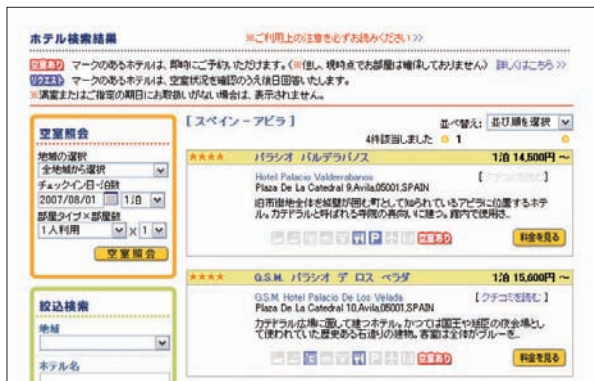 ホテル検索結果
※ご利用上の注意を必ずお読みください>>
空室あり マークのあるホテルは、即時にご予約いただけます。(※但し、現時点でお部屋は確保しておりません) 詳しくはこちら>>
リクエスト マークのあるホテルは、空室状況を確認のうえ後日回答いたします。
※満室またはご指定の期日にお取扱いがない場合は、表示されません。
空室照会
地域の選択
全地域から選択
チェックイン日・泊数
2007/08/01 1泊
部屋タイプ×部屋数
1人利用 × 1
空室照会
絞込検索
地域
ホテル名
[スペイン - アビラ]
並べ替え: 並び順を選択
4件該当しました 1
★★★★ パラシオ バルデラバノス 1泊 14,500円 ～
Hotel Palacio Valderrabanos
Plaza De La Catedral 9,Avila,05001,SPAIN
旧市街地全体を城壁が囲む町として知られているアビラに位置するホテル。カテドラルと呼ばれる寺院の真向いに建つ。館内で使用さ..
P 空室あり 料金を見る
★★★★ G.S.M. パラシオ デ ロス ベラダ 1泊 15,600円 ～
G.S.M. Hotel Palacio De Los Velada
[クチコミを読む]
Plaza De La Catedral 10,Avila,05001,SPAIN
カテドラル広場に面して建つホテル。かつては国王や姫臣の夜会場として使われていた歴史ある石造りの建物。客室は全体がブルーを..
P 空室あり 料金を見る